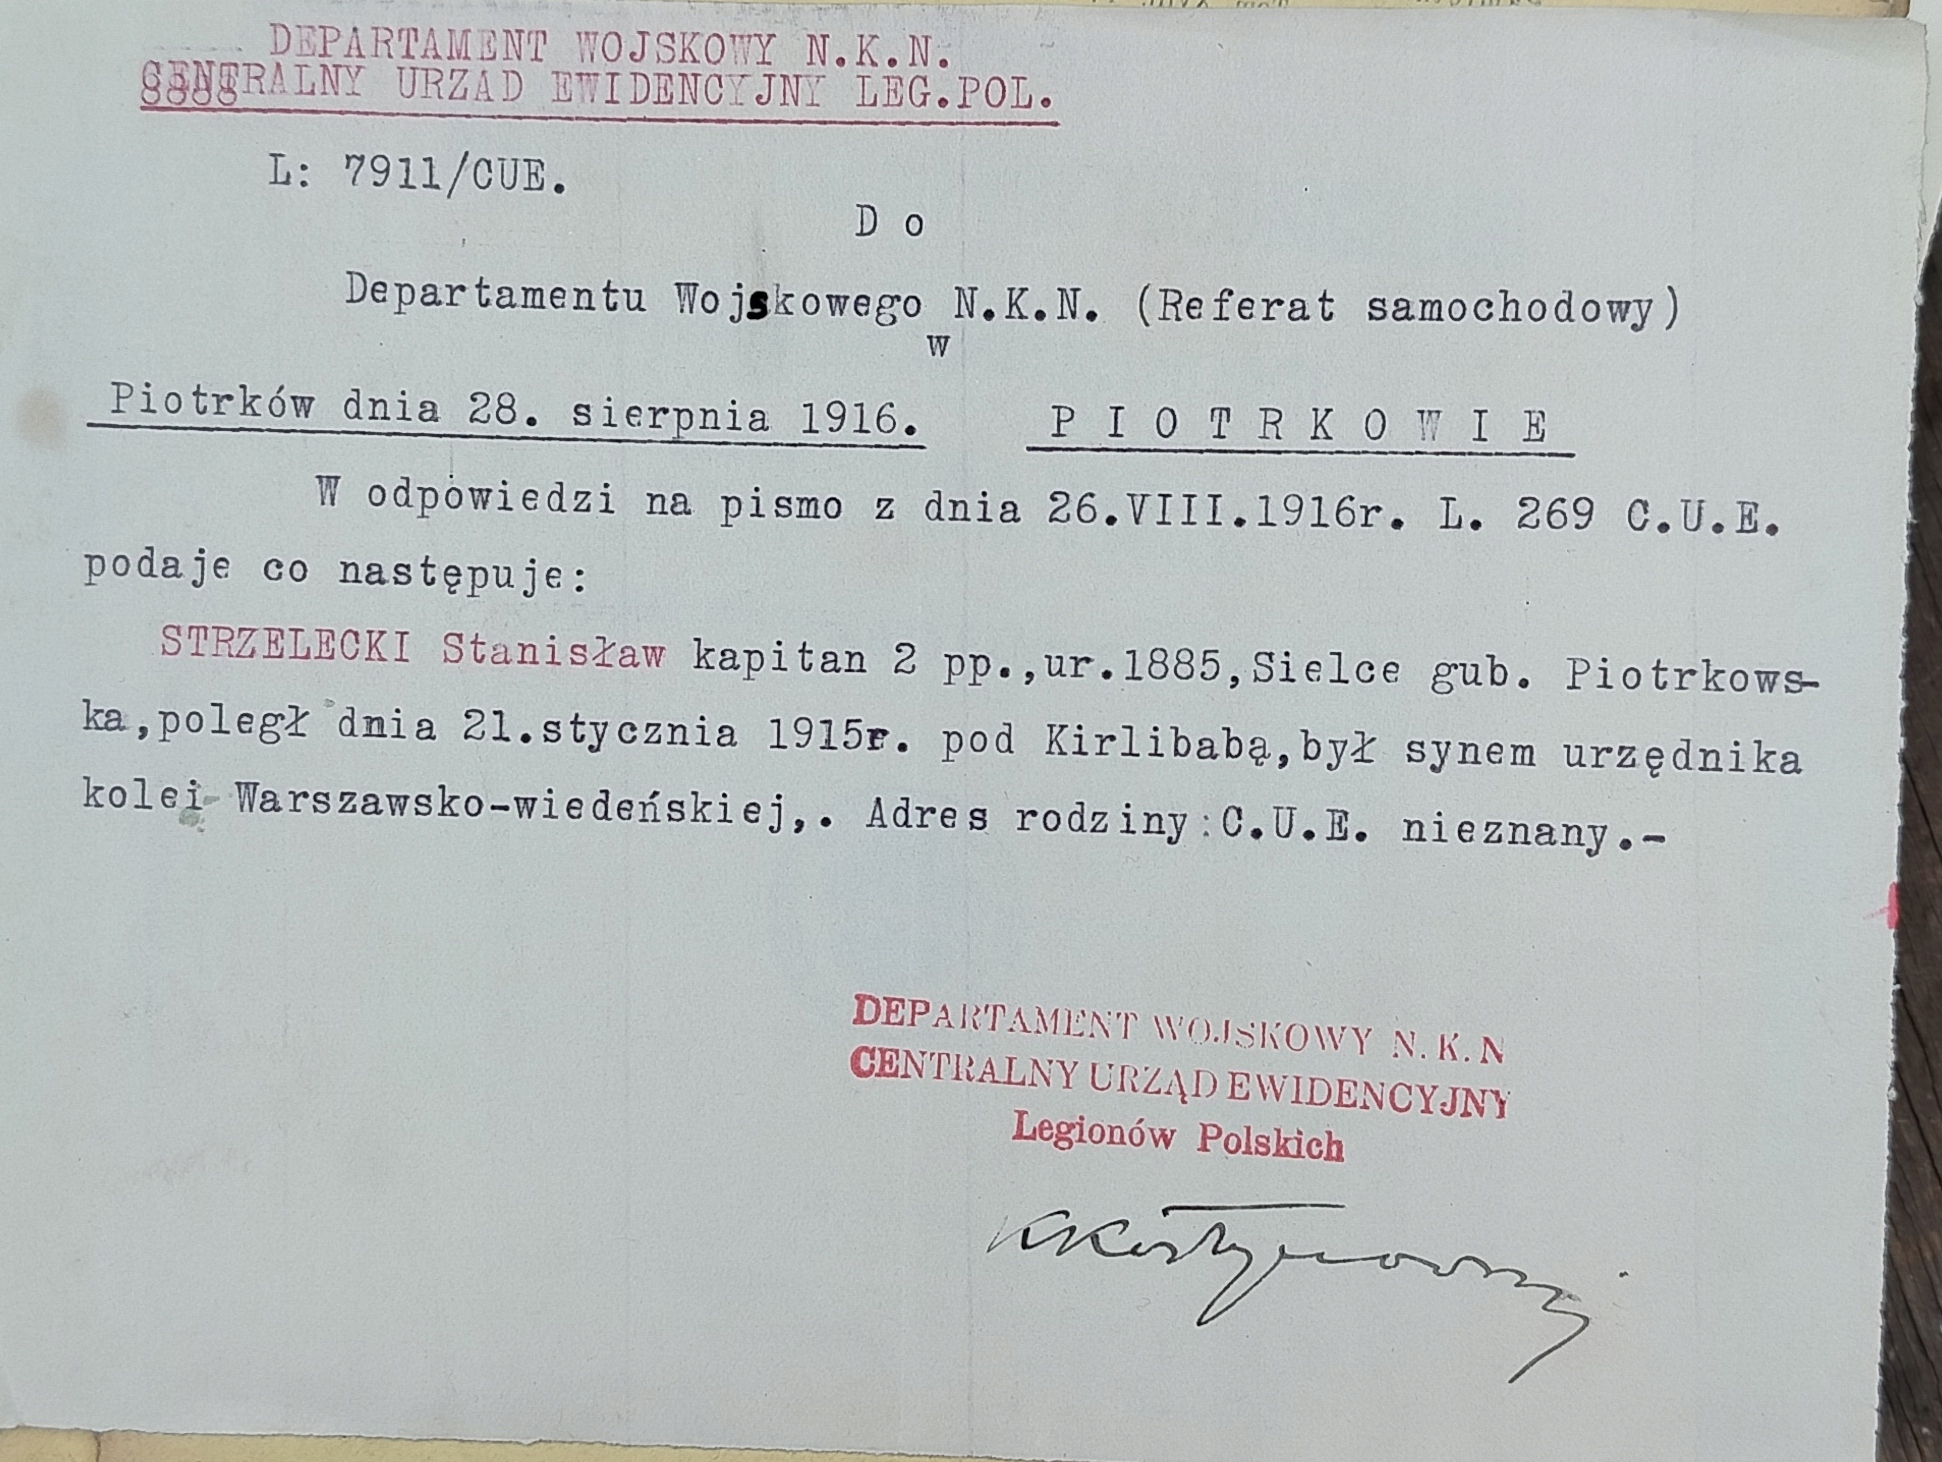 DEPARTAMENT WOJSKOWY N.K.N.
CENTRALNY URZAD EWIDENCYJNY LEG.POL.
L: 7911/CUE.
D o
Departamentu Wojskowego N.K.N. (Referat samochodowy)
w
Piotrków dnia 28. sierpnia 1916. P I O T R K O W I E
W odpowiedzi na pismo z dnia 26.VIII.1916r. L. 269 C.U.E.
podaje co następuje:
STRZELECKI Stanisław kapitan 2 pp.,ur.1885,Sielce gub. Piotrkows-
ka,poległ dnia 21.stycznia 1915r. pod Kirlibabą,był synem urzędnika
kolei Warszawsko-wiedeńskiej,. Adres rodziny:C.U.E. nieznany.-
DEPARTAMENT WOJSKOWY N. K. N
CENTRALNY URZĄD EWIDENCYJNY
Legionów Polskich